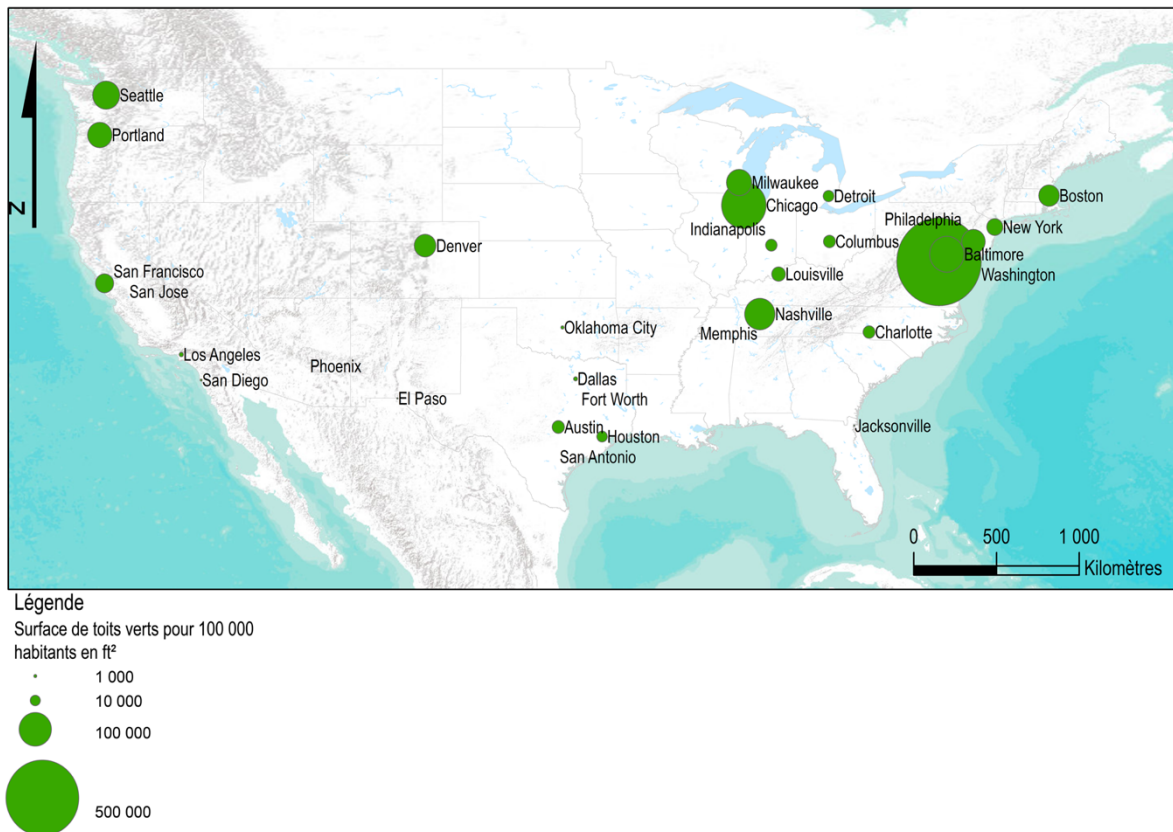 Seattle
Portland
Milwaukee
Chicago
Detroit
Boston
Philadelphia
New York
Indianapolis
Columbus
Baltimore
Denver
Washington
San Francisco
San Jose
Louisville
Nashville
Memphis
Charlotte
Oklahoma City
Los Angeles
Phoenix
San Diego
Dallas
El Paso
Fort Worth
Austin
Houston
Jacksonville
San Antonio
N
0 500 1 000
Kilomètres
Légende
Surface de toits verts pour 100 000
habitants en ft²
1 000
10 000
100 000
500 000